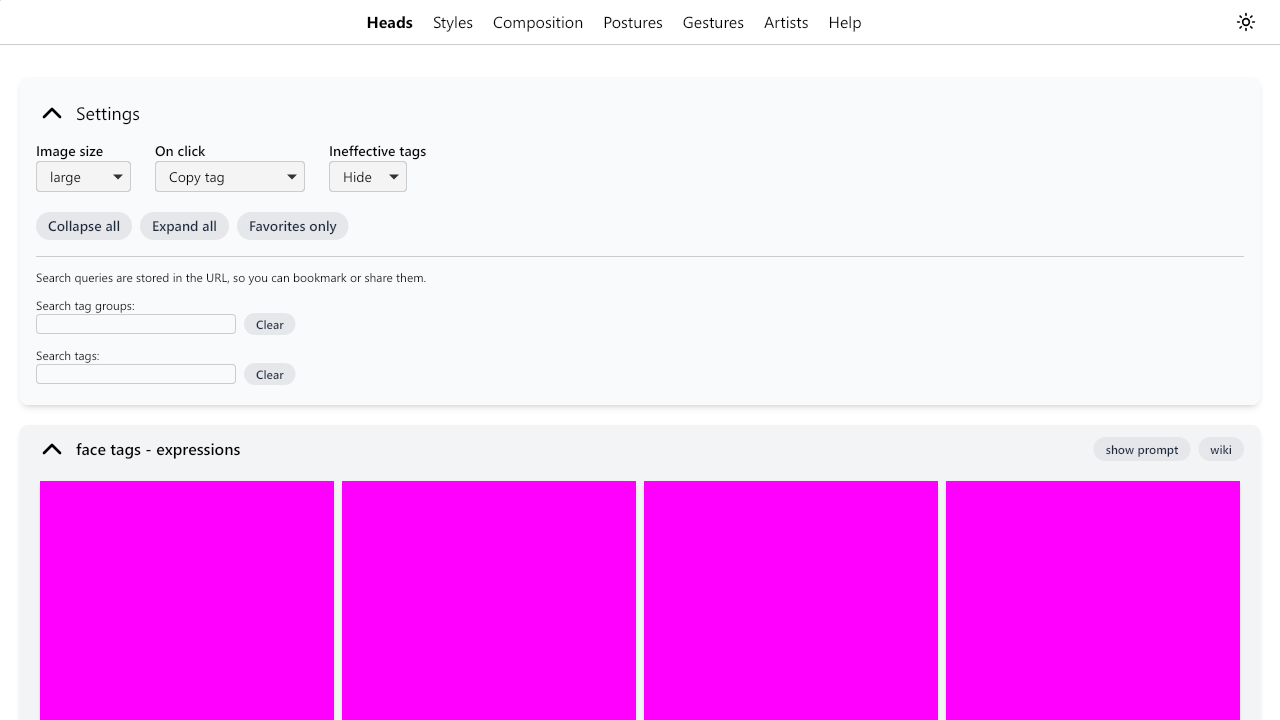 Heads Styles Composition Postures Gestures Artists Help
Settings
Image size On click Ineffective tags
large Copy tag Hide
Collapse all Expand all Favorites only
Search queries are stored in the URL, so you can bookmark or share them.
Search tag groups:
Clear
Search tags:
Clear
face tags - expressions show prompt wiki